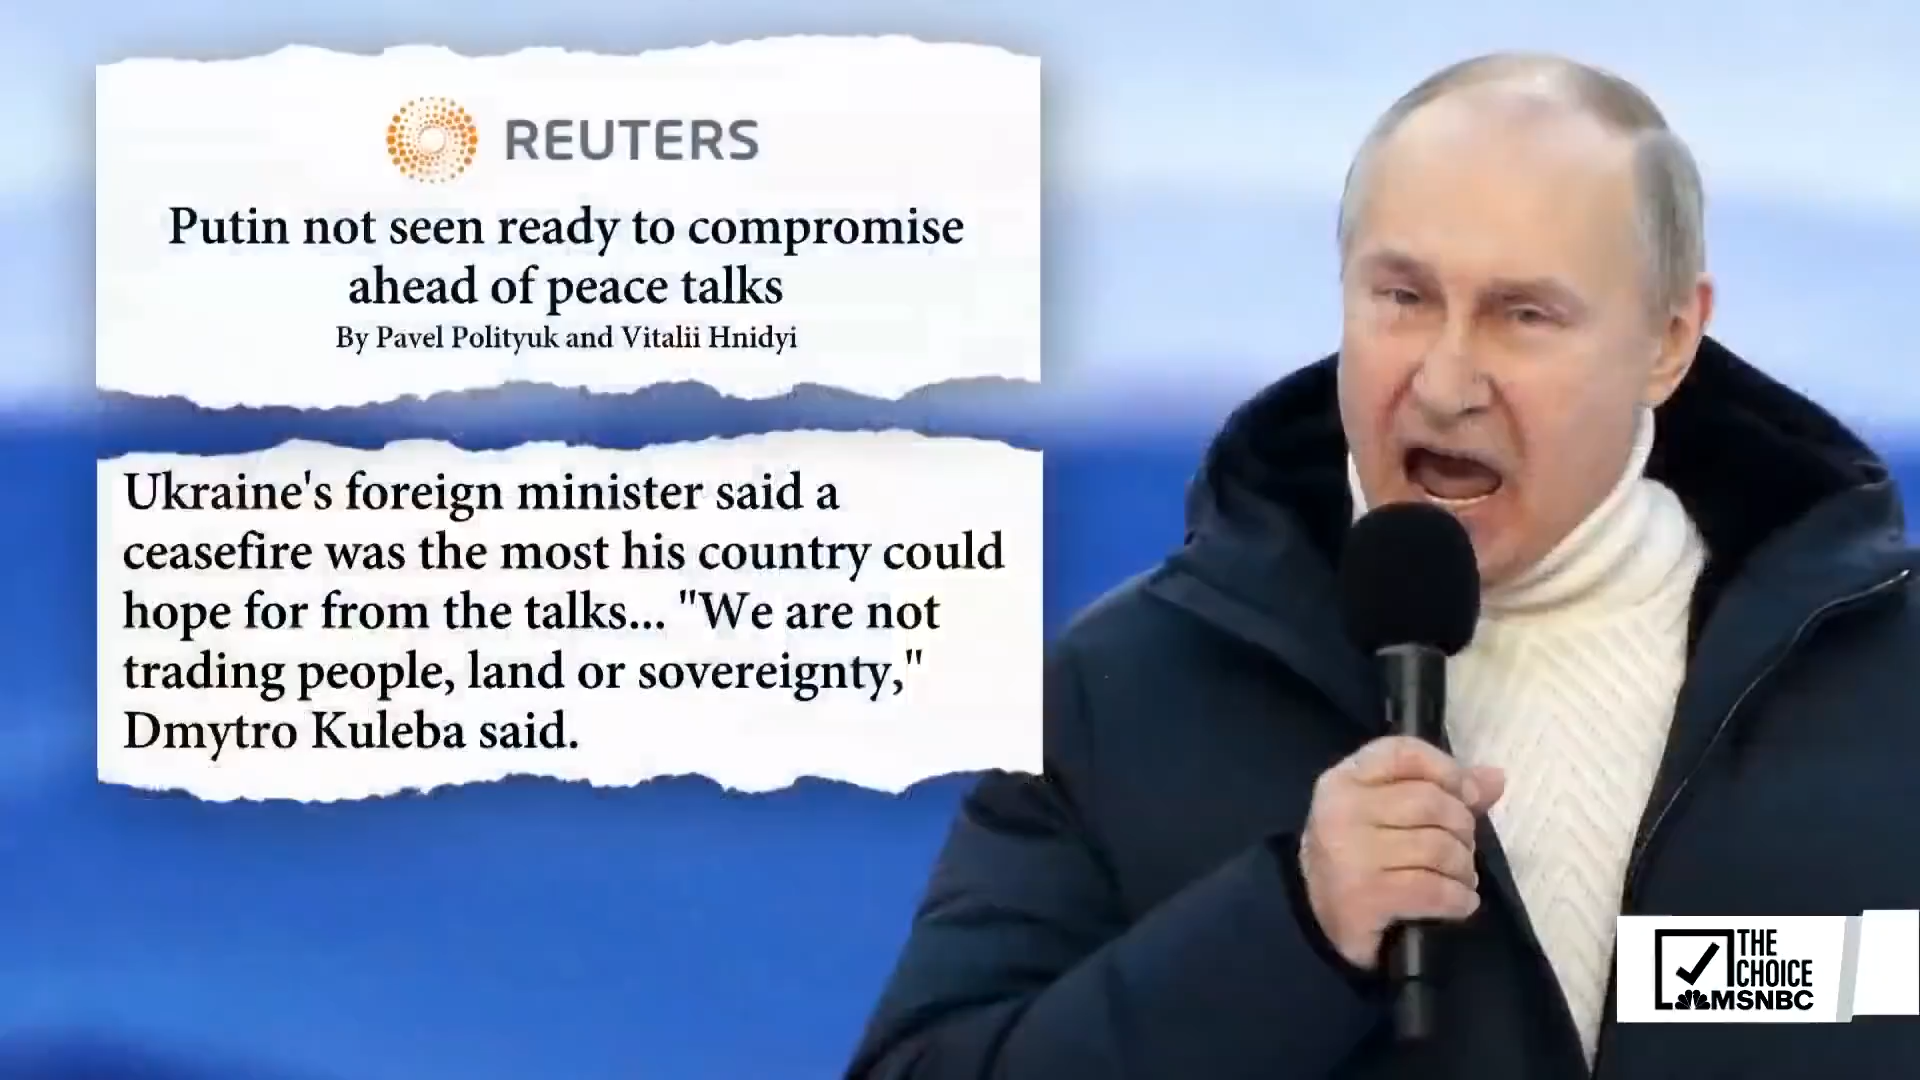 REUTERS
Putin not seen ready to compromise
ahead of peace talks
By Pavel Polityuk and Vitalii Hnidyi
Ukraine's foreign minister said a
ceasefire was the most his country could
hope for from the talks... "We are not
trading people, land or sovereignty,"
Dmytro Kuleba said.
THE
CHOICE
MSNBC